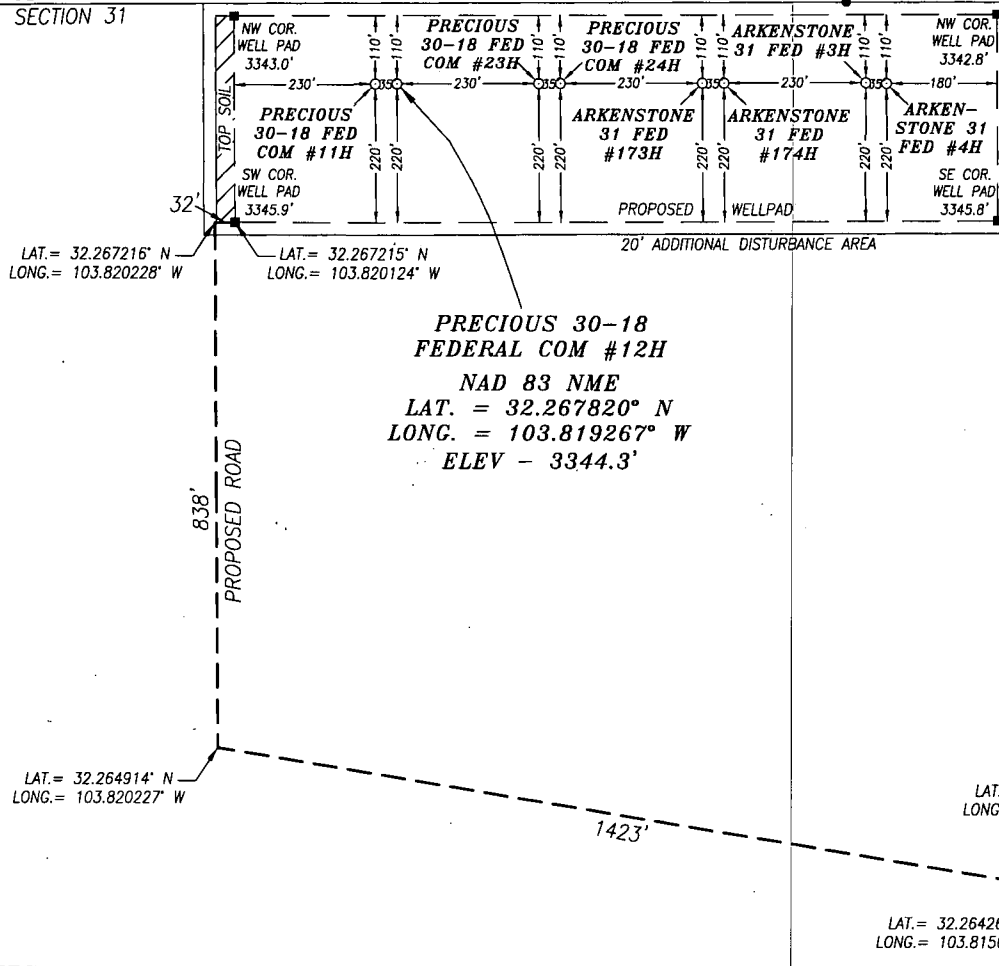 SECTION 31
NW COR.
WELL PAD
3343.0'
TOP SOIL
PRECIOUS
30-18 FED
COM #23H
PRECIOUS
30-18 FED
COM #24H
ARKENSTONE
31 FED #3H
NW COR.
WELL PAD
3342.8'
110'
110'
110'
110'
110'
110'
110'
110'
230'
35'
230'
35'
230'
35'
230'
35'
180'
PRECIOUS
30-18 FED
COM #11H
ARKENSTONE
31 FED
#173H
ARKENSTONE
31 FED
#174H
ARKEN-
STONE 31
FED #4H
220'
220'
220'
220'
220'
220'
220'
220'
SW COR.
WELL PAD
3345.9'
SE COR.
WELL PAD
3345.8'
32'
PROPOSED WELLPAD
20' ADDITIONAL DISTURBANCE AREA
LAT.= 32.267216° N
LONG.= 103.820228° W
LAT.= 32.267215° N
LONG.= 103.820124° W
PRECIOUS 30-18
FEDERAL COM #12H
NAD 83 NME
LAT. = 32.267820° N
LONG. = 103.819267° W
ELEV - 3344.3'
838'
PROPOSED ROAD
LAT.= 32.264914° N
LONG.= 103.820227° W
1423'
LAT.
LONG
LAT.= 32.26426
LONG.= 103.8156